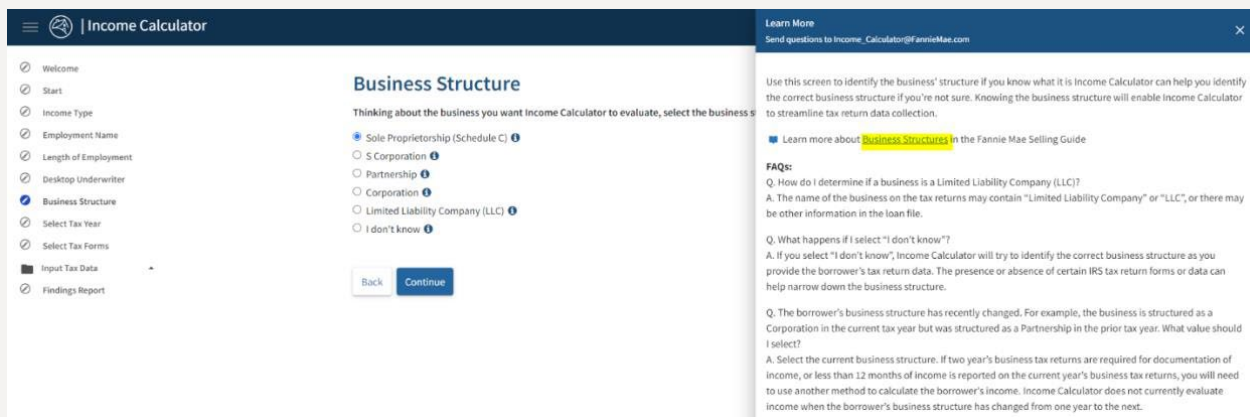 | Income Calculator
Welcome
Start
Income Type
Employment Name
Length of Employment
Desktop Underwriter
Business Structure
Select Tax Year
Select Tax Forms
Input Tax Data
Findings Report
Business Structure
Thinking about the business you want Income Calculator to evaluate, select the business s
Sole Proprietorship (Schedule C)
S Corporation
Partnership
Corporation
Limited Liability Company (LLC)
I don't know
Back Continue
Learn More
Send questions to Income_Calculator@FannieMae.com
Use this screen to identify the business' structure if you know what it is Income Calculator can help you identify
the correct business structure if you're not sure. Knowing the business structure will enable Income Calculator
to streamline tax return data collection.
Learn more about Business Structures in the Fannie Mae Selling Guide
FAQs:
Q. How do I determine if a business is a Limited Liability Company (LLC)?
A. The name of the business on the tax returns may contain "Limited Liability Company" or "LLC", or there may
be other information in the loan file.
Q. What happens if I select "I don't know"?
A. If you select "I don't know", Income Calculator will try to identify the correct business structure as you
provide the borrower's tax return data. The presence or absence of certain IRS tax return forms or data can
help narrow down the business structure.
Q. The borrower's business structure has recently changed. For example, the business is structured as a
Corporation in the current tax year but was structured as a Partnership in the prior tax year. What value should
I select?
A. Select the current business structure. If two year's business tax returns are required for documentation of
income, or less than 12 months of income is reported on the current year's business tax returns, you will need
to use another method to calculate the borrower's income. Income Calculator does not currently evaluate
income when the borrower's business structure has changed from one year to the next.